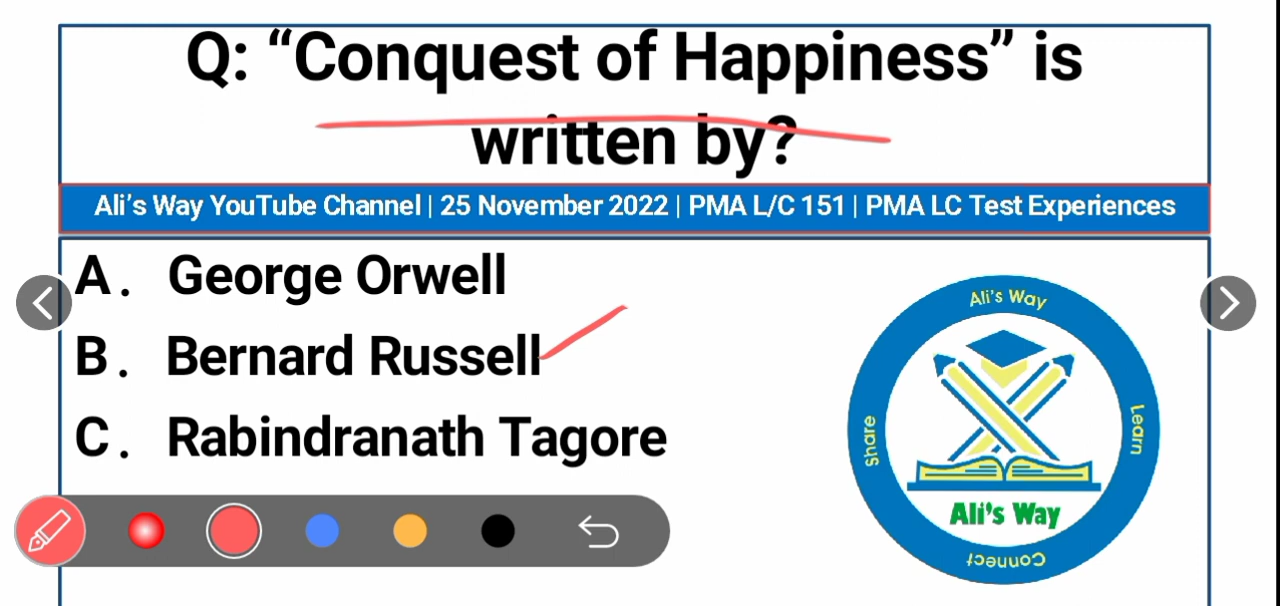 Q: “Conquest of Happiness” is
written by?
Ali’s Way YouTube Channel | 25 November 2022 | PMA L/C 151 | PMA LC Test Experiences
A. George Orwell
B. Bernard Russell
C. Rabindranath Tagore
Ali’s Way
Share
Learn
Ali’s Way
Connect